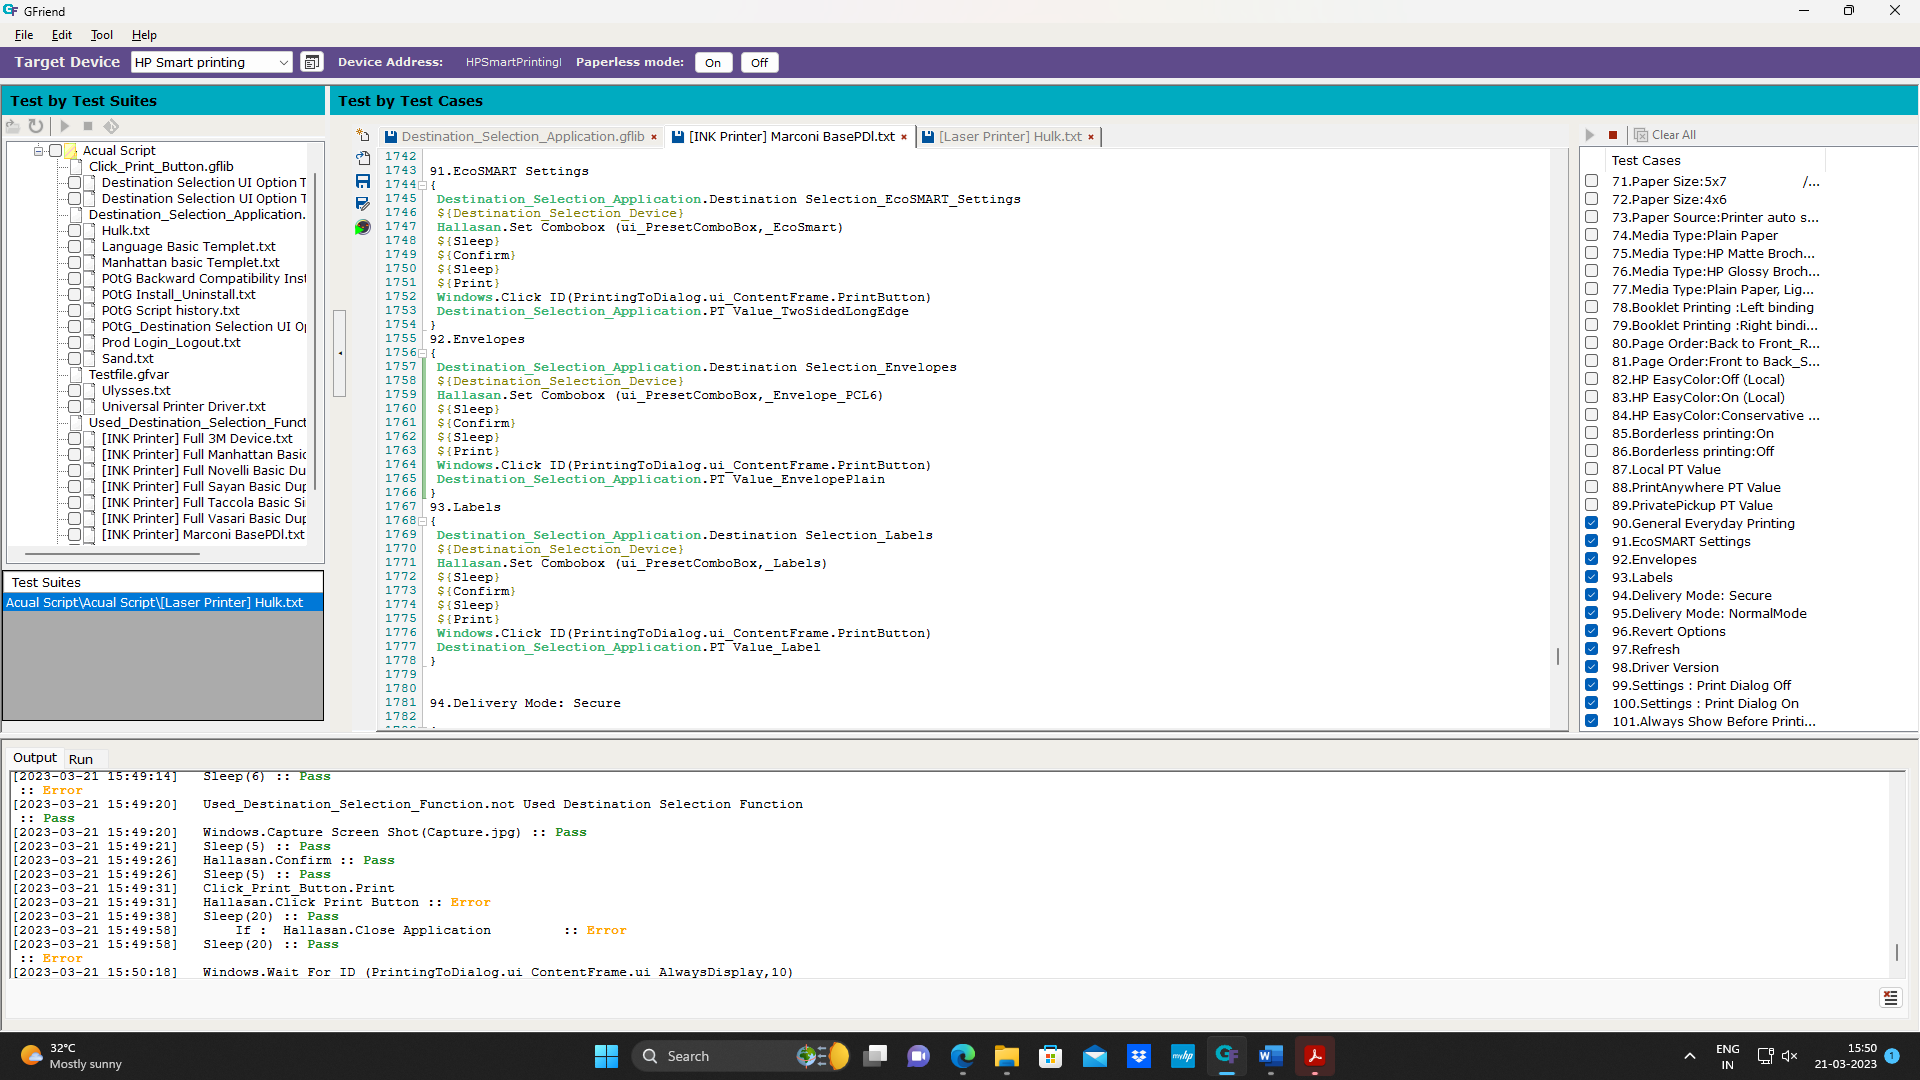 GFriend
File Edit Tool Help
Target Device HP Smart printing Device Address: HPSmartPrinting Paperless mode: On Off
Test by Test Suites
Test by Test Cases
Acual Script
Click_Print_Button.gflib
Destination Selection UI Option T
Destination Selection UI Option T
Destination_Selection_Application.
Hulk.txt
Language Basic Templet.txt
Manhattan basic Templet.txt
POtG Backward Compatibility Inst
POtG Install_Uninstall.txt
POtG Script history.txt
POtG_Destination Selection UI Op
Prod Login_Logout.txt
Sand.txt
Testfile.gfvar
Ulysses.txt
Universal Printer Driver.txt
Used_Destination_Selection_Funct
[INK Printer] Full 3M Device.txt
[INK Printer] Full Manhattan Basic
[INK Printer] Full Novelli Basic Du
[INK Printer] Full Sayan Basic Dup
[INK Printer] Full Taccola Basic Si
[INK Printer] Full Vasari Basic Dup
[INK Printer] Marconi BasePDl.txt
Test Suites
Acual Script\Acual Script\[Laser Printer] Hulk.txt
Destination_Selection_Application.gflib × [INK Printer] Marconi BasePDl.txt × [Laser Printer] Hulk.txt ×
1742
1743 91.EcoSMART Settings
1744 {
1745 Destination_Selection_Application.Destination Selection_EcoSMART_Settings
1746 ${Destination_Selection_Device}
1747 Hallasan.Set Combobox (ui_PresetComboBox,_EcoSmart)
1748 ${Sleep}
1749 ${Confirm}
1750 ${Sleep}
1751 ${Print}
1752 Windows.Click ID(PrintingToDialog.ui_ContentFrame.PrintButton)
1753 Destination_Selection_Application.PT Value_TwoSidedLongEdge
1754 }
1755 92.Envelopes
1756 {
1757 Destination_Selection_Application.Destination Selection_Envelopes
1758 ${Destination_Selection_Device}
1759 Hallasan.Set Combobox (ui_PresetComboBox,_Envelope_PCL6)
1760 ${Sleep}
1761 ${Confirm}
1762 ${Sleep}
1763 ${Print}
1764 Windows.Click ID(PrintingToDialog.ui_ContentFrame.PrintButton)
1765 Destination_Selection_Application.PT Value_EnvelopePlain
1766 }
1767 93.Labels
1768 {
1769 Destination_Selection_Application.Destination Selection_Labels
1770 ${Destination_Selection_Device}
1771 Hallasan.Set Combobox (ui_PresetComboBox,_Labels)
1772 ${Sleep}
1773 ${Confirm}
1774 ${Sleep}
1775 ${Print}
1776 Windows.Click ID(PrintingToDialog.ui_ContentFrame.PrintButton)
1777 Destination_Selection_Application.PT Value_Label
1778 }
1779
1780
1781 94.Delivery Mode: Secure
1782
Clear All
Test Cases
71.Paper Size:5x7 /...
72.Paper Size:4x6
73.Paper Source:Printer auto s...
74.Media Type:Plain Paper
75.Media Type:HP Matte Broch...
76.Media Type:HP Glossy Broch...
77.Media Type:Plain Paper, Lig...
78.Booklet Printing :Left binding
79.Booklet Printing :Right bindi...
80.Page Order:Back to Front_R...
81.Page Order:Front to Back_S...
82.HP EasyColor:Off (Local)
83.HP EasyColor:On (Local)
84.HP EasyColor:Conservative ...
85.Borderless printing:On
86.Borderless printing:Off
87.Local PT Value
88.PrintAnywhere PT Value
89.PrivatePickup PT Value
90.General Everyday Printing
91.EcoSMART Settings
92.Envelopes
93.Labels
94.Delivery Mode: Secure
95.Delivery Mode: NormalMode
96.Revert Options
97.Refresh
98.Driver Version
99.Settings : Print Dialog Off
100.Settings : Print Dialog On
101.Always Show Before Printi...
Output Run
[2023-03-21 15:49:14] Sleep(6) :: Pass
:: Error
[2023-03-21 15:49:20] Used_Destination_Selection_Function.not Used Destination Selection Function
:: Pass
[2023-03-21 15:49:20] Windows.Capture Screen Shot(Capture.jpg) :: Pass
[2023-03-21 15:49:21] Sleep(5) :: Pass
[2023-03-21 15:49:26] Hallasan.Confirm :: Pass
[2023-03-21 15:49:26] Sleep(5) :: Pass
[2023-03-21 15:49:31] Click_Print_Button.Print
[2023-03-21 15:49:31] Hallasan.Click Print Button :: Error
[2023-03-21 15:49:38] Sleep(20) :: Pass
[2023-03-21 15:49:58] If : Hallasan.Close Application :: Error
[2023-03-21 15:49:58] Sleep(20) :: Pass
:: Error
[2023-03-21 15:50:18] Windows.Wait For ID (PrintingToDialog.ui_ContentFrame.ui_AlwaysDisplay,10)
32°C
Mostly sunny
Search
myhp
ENG
IN
15:50
21-03-2023
1